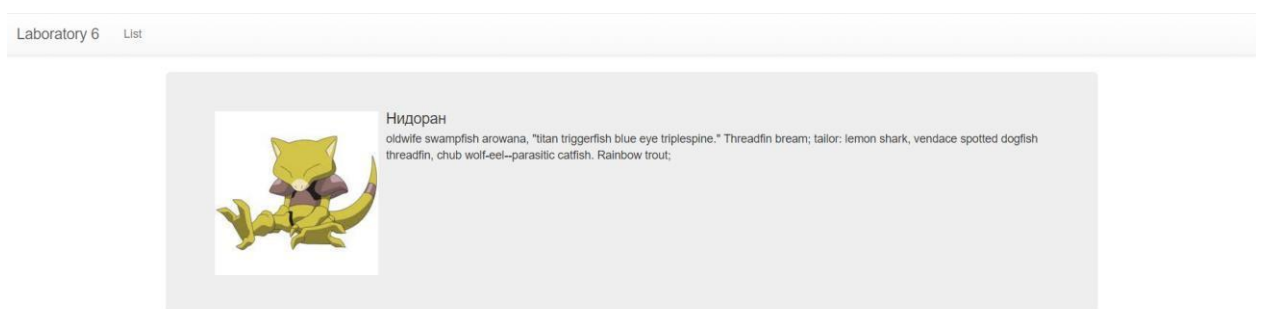 Laboratory 6 List
Нидоран
oldwife swampfish arowana, "titan triggerfish blue eye triplespine." Threadfin bream; tailor: lemon shark, vendace spotted dogfish
threadfin, chub wolf-eel--parasitic catfish. Rainbow trout;